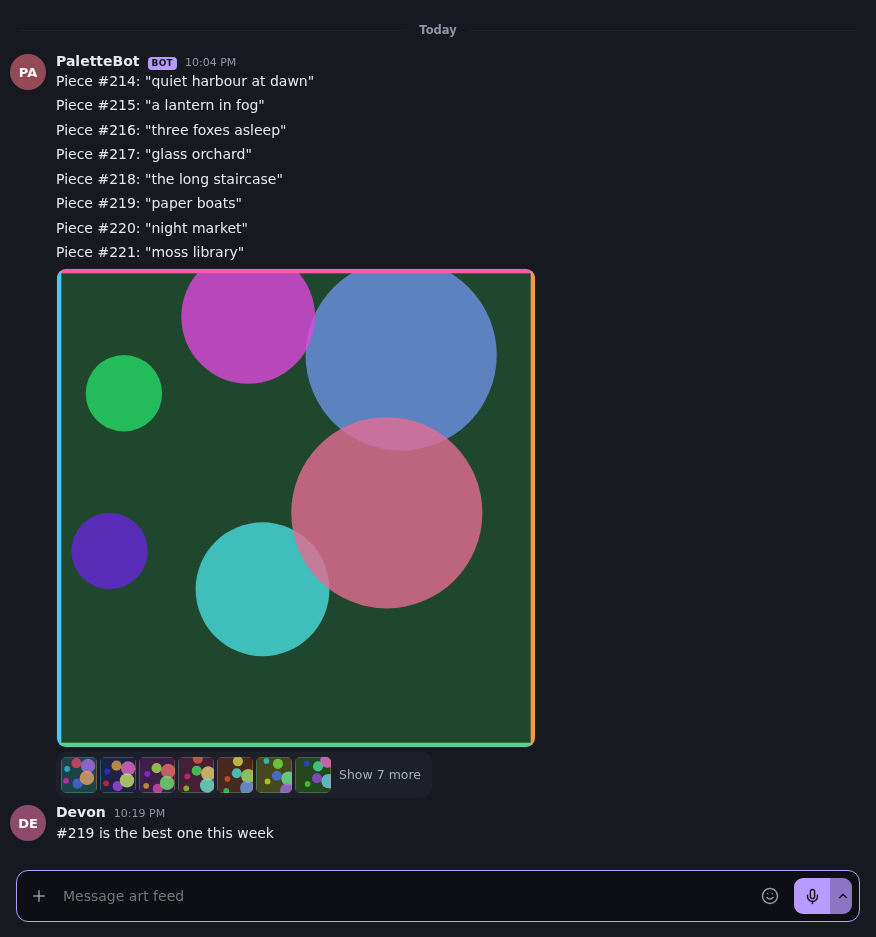 Today
PA
PaletteBot BOT 10:04 PM
Piece #214: "quiet harbour at dawn"
Piece #215: "a lantern in fog"
Piece #216: "three foxes asleep"
Piece #217: "glass orchard"
Piece #218: "the long staircase"
Piece #219: "paper boats"
Piece #220: "night market"
Piece #221: "moss library"
Show 7 more
DE
Devon 10:19 PM
#219 is the best one this week
Message art feed